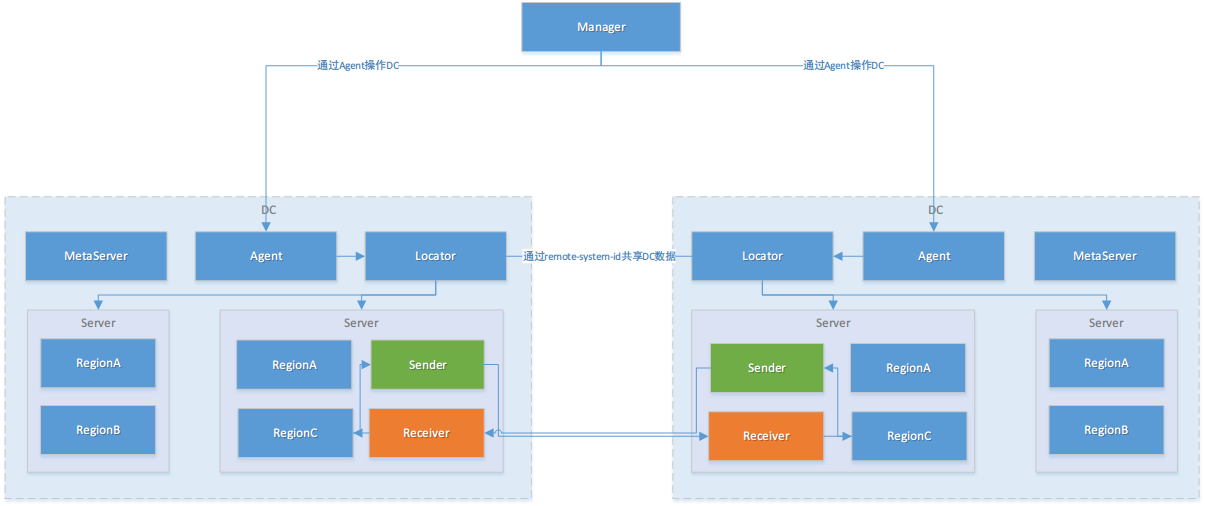 Manager
通过Agent操作DC
通过Agent操作DC
DC
MetaServer
Agent
Locator
Server
RegionA
RegionB
Server
RegionA
Sender
RegionC
Receiver
通过remote-system-id共享DC数据
DC
Locator
Agent
MetaServer
Server
Sender
RegionA
Receiver
RegionC
Server
RegionA
RegionB